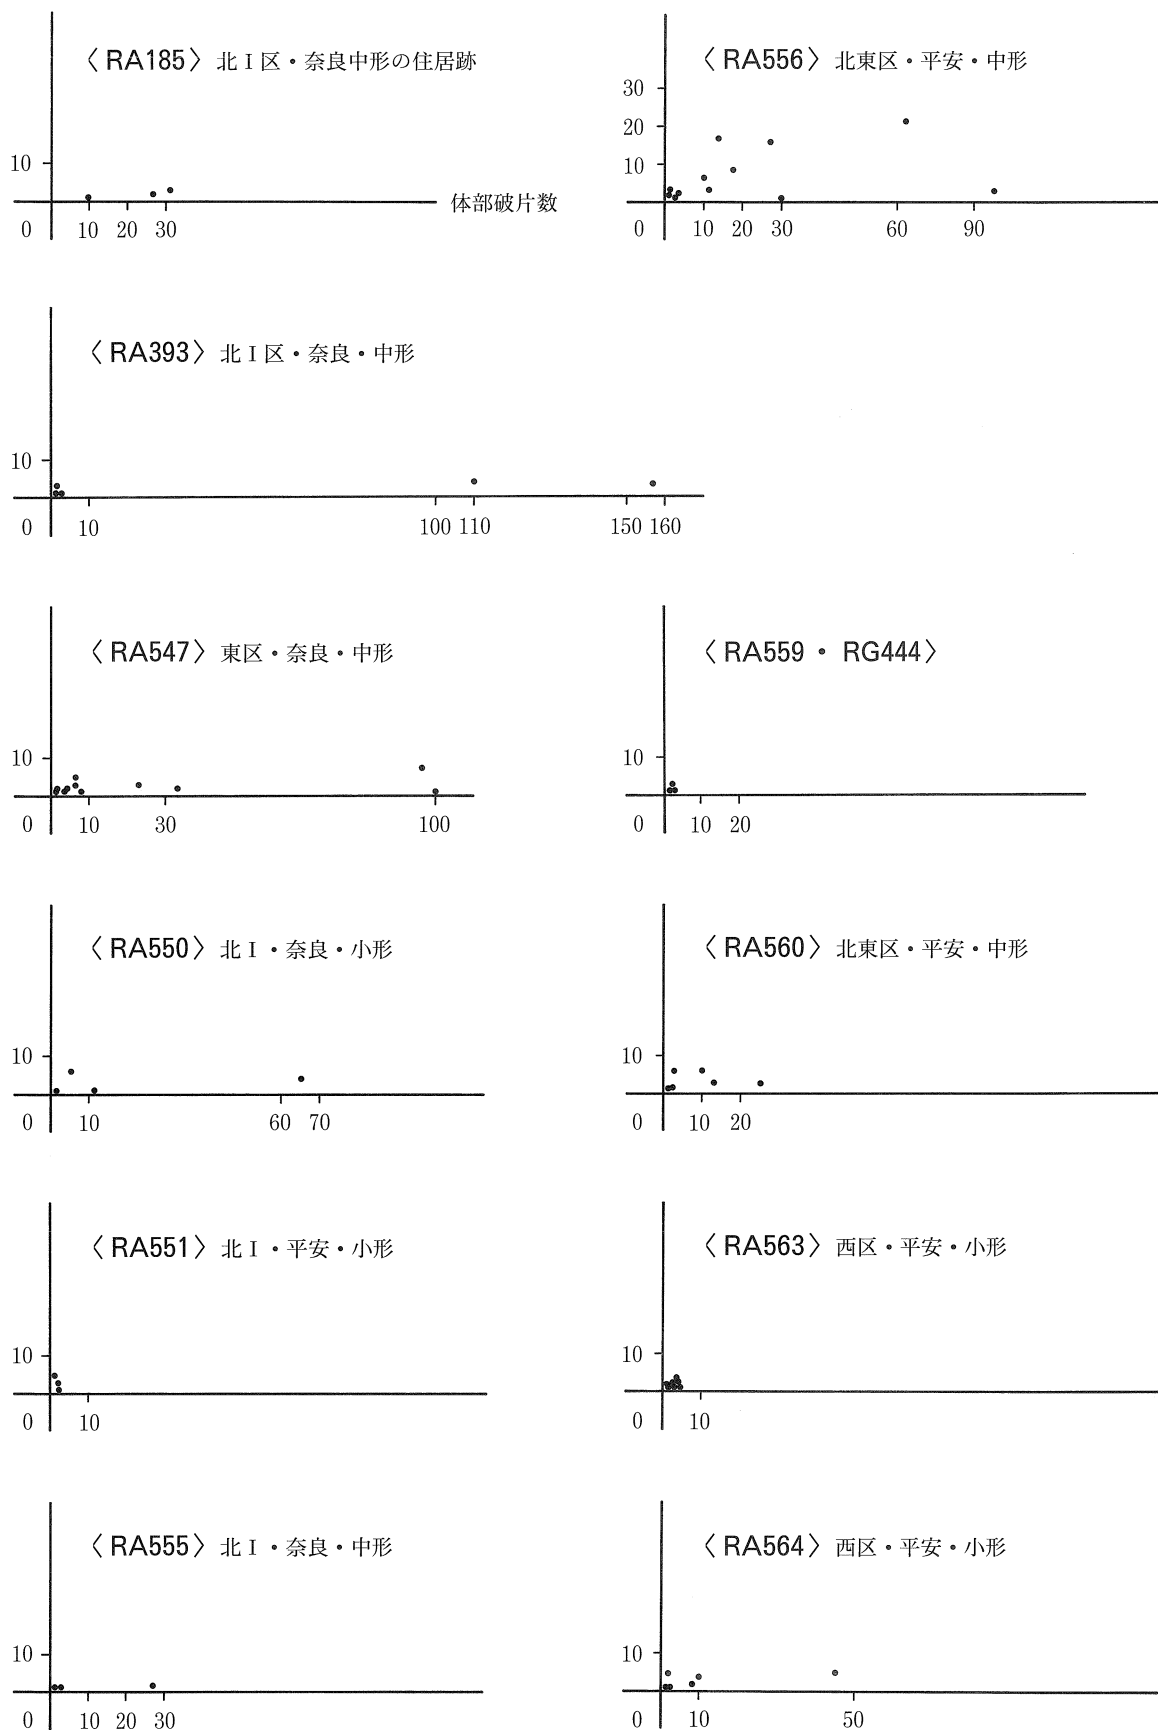 〈RA185〉北Ⅰ区・奈良中形の住居跡
10
体部破片数
0 10 20 30
〈RA556〉北東区・平安・中形
30
20
10
0 10 20 30 60 90
〈RA393〉北Ⅰ区・奈良・中形
10
0 10 100 110 150 160
〈RA547〉東区・奈良・中形
10
0 10 30 100
〈RA559・RG444〉
10
0 10 20
〈RA550〉北Ⅰ・奈良・小形
10
0 10 60 70
〈RA560〉北東区・平安・中形
10
0 10 20
〈RA551〉北Ⅰ・平安・小形
10
0 10
〈RA563〉西区・平安・小形
10
0 10
〈RA555〉北Ⅰ・奈良・中形
10
0 10 20 30
〈RA564〉西区・平安・小形
10
0 10 50